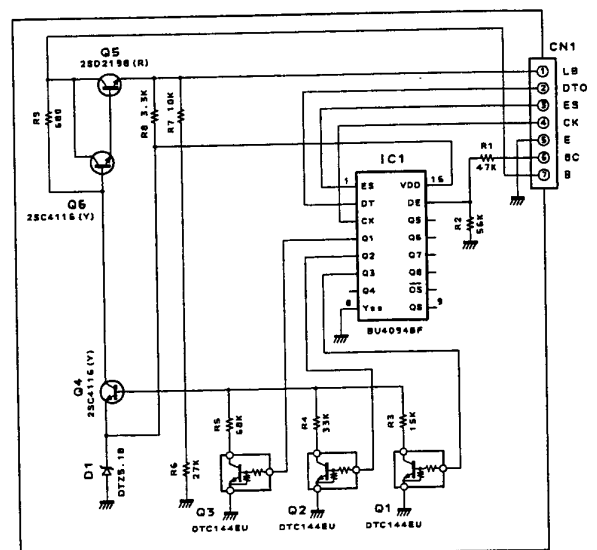 Q5
2SD2198(R)
CN1
1 LB
2 DTO
3 ES
4 CK
5 E
6 BC
7 B
R9
680
R8 3.3K
R7 10K
R1
47K
R2
56K
Q6
2SC4116(Y)
IC1
1
16
ES VDD
DT OE
CK Q5
Q1 Q6
Q2 Q7
Q3 Q8
Q4 QS
8 Vss QS 9
BU4094BF
Q4
2SC4116(Y)
R5
68K
R4
33K
R3
15K
D1
DTZ5.1B
R6
27K
Q3
DTC144EU
Q2
DTC144EU
Q1
DTC144EU